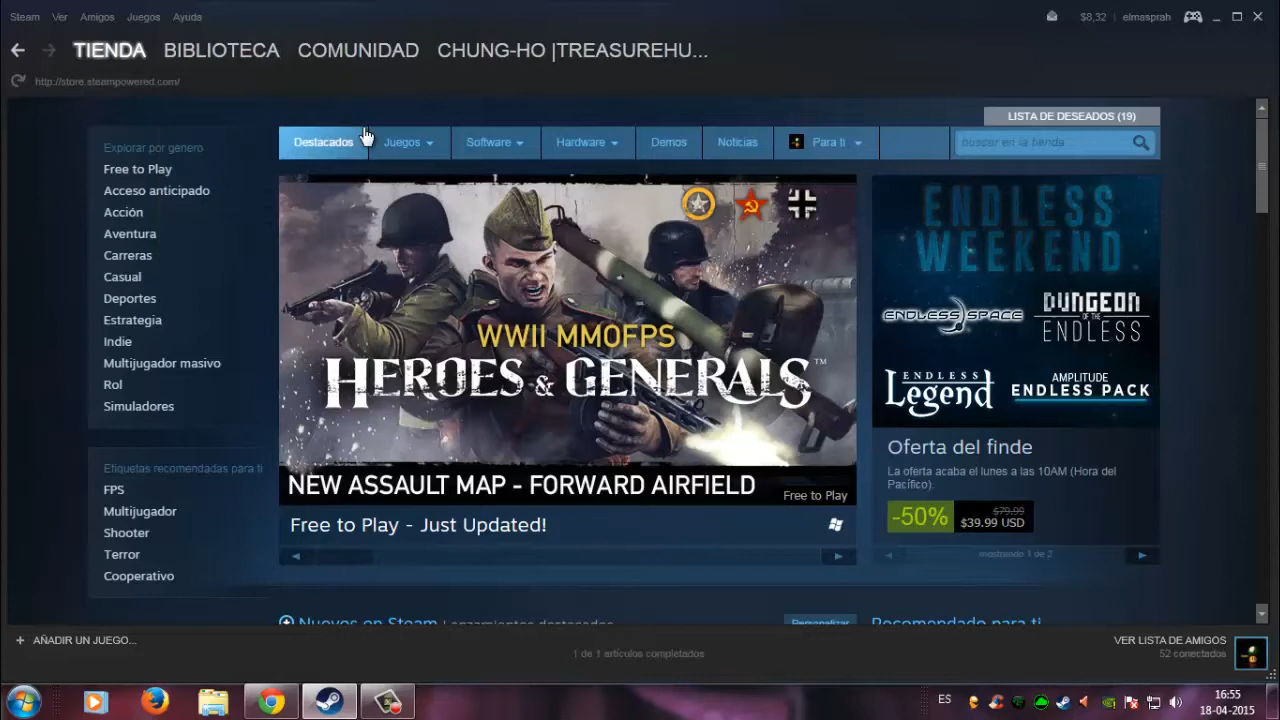 Steam Ver Amigos Juegos Ayuda
$8,32 elmasprah
TIENDA BIBLIOTECA COMUNIDAD CHUNG-HO |TREASUREHU...
http://store.steampowered.com/
LISTA DE DESEADOS (19)
Destacados Juegos Software Hardware Demos Noticias Para ti
buscar en la tienda
Explorar por género
Free to Play
Acceso anticipado
Acción
Aventura
Carreras
Casual
Deportes
Estrategia
Indie
Multijugador masivo
Rol
Simuladores
Etiquetas recomendadas para ti
FPS
Multijugador
Shooter
Terror
Cooperativo
WWII MMOFPS
HEROES & GENERALS™
NEW ASSAULT MAP - FORWARD AIRFIELD
Free to Play
Free to Play - Just Updated!
ENDLESS
WEEKEND
ENDLESS SPACE
DUNGEON
OF THE
ENDLESS
ENDLESS
Legend
AMPLITUDE
ENDLESS PACK
Oferta del finde
La oferta acaba el lunes a las 10AM (Hora del
Pacífico).
-50%
$79.99
$39.99 USD
mostrando 1 de 2
Nuevos en Steam | Lanzamientos destacados
Personalizar
Recomendado para ti
+ AÑADIR UN JUEGO...
1 de 1 artículos completados
VER LISTA DE AMIGOS
52 conectados
ES
16:55
18-04-2015